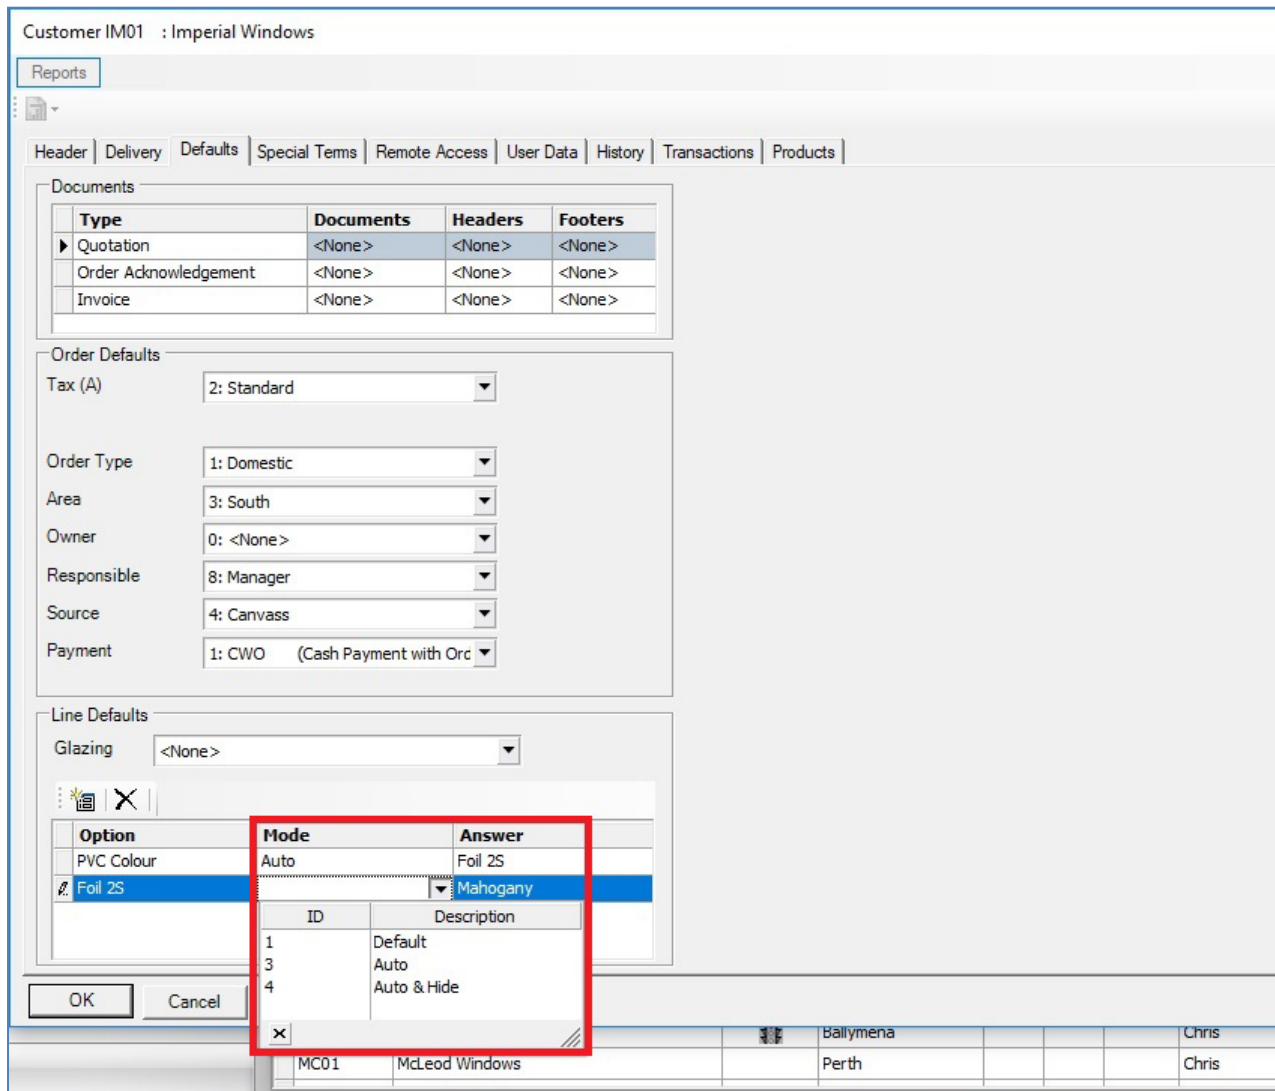 Customer IM01 : Imperial Windows
Reports
Header Delivery Defaults Special Terms Remote Access User Data History Transactions Products
Documents
Type Documents Headers Footers
Quotation <None> <None> <None>
Order Acknowledgement <None> <None> <None>
Invoice <None> <None> <None>
Order Defaults
Tax (A) 2: Standard
Order Type 1: Domestic
Area 3: South
Owner 0: <None>
Responsible 8: Manager
Source 4: Canvass
Payment 1: CWO (Cash Payment with Ord
Line Defaults
Glazing <None>
Option Mode Answer
PVC Colour Auto Foil 2S
Foil 2S Mahogany
ID Description
1 Default
3 Auto
4 Auto & Hide
OK Cancel
Ballymena Chris
MC01 McLeod Windows Perth Chris